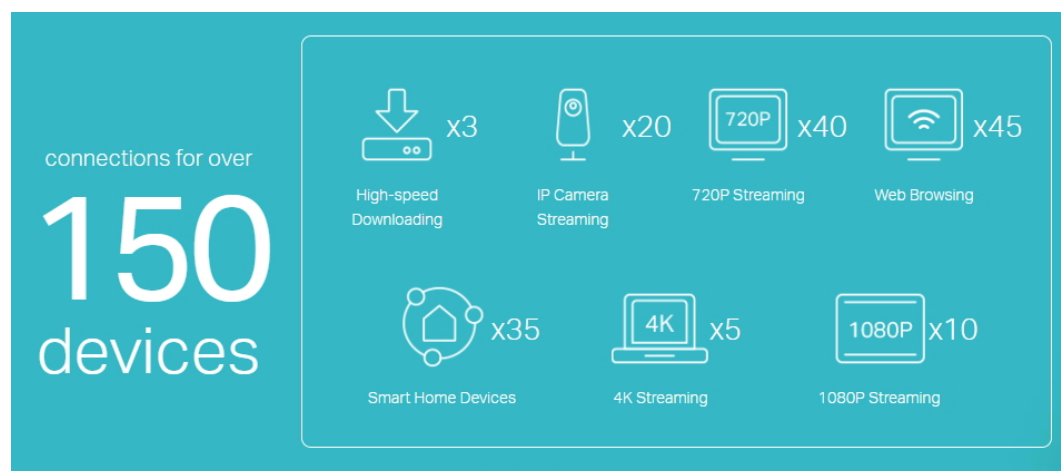 connections for over
150
devices
x3
High-speed
Downloading
x20
IP Camera
Streaming
720P
x40
720P Streaming
x45
Web Browsing
x35
Smart Home Devices
4K
x5
4K Streaming
1080P
x10
1080P Streaming